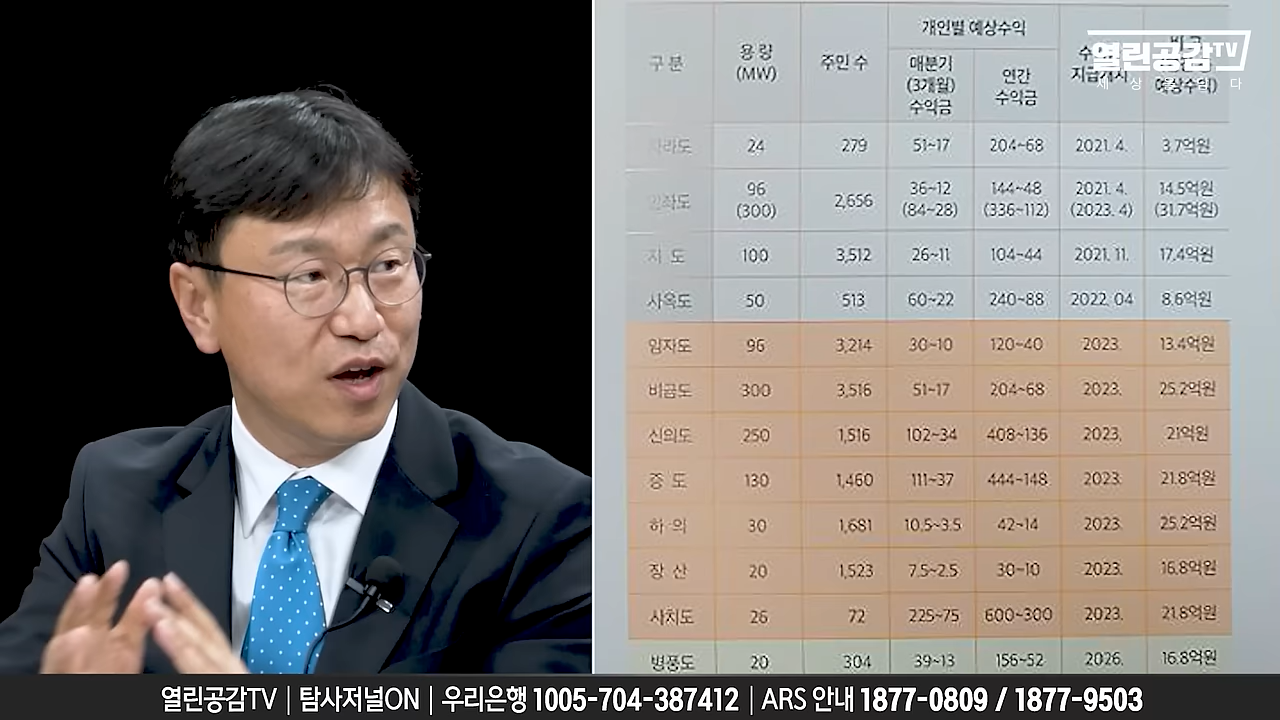 구 분 용 량 (MW) 주민 수 개인별 예상수익 매분기 (3개월) 수익금 연간 수익금
열린공감TV
예상수익)
24 279 51~17 204~68 2021. 4. 3.7억원
96 (300) 2,656 36~12 (84~28) 144~48 (336~112) 2021. 4. (2023. 4) 14.5억원 (31.7억원)
지 도 100 3,512 26~11 104~44 2021. 11. 17.4억원
사옥도 50 513 60~22 240~88 2022. 04 8.6억원
임자도 96 3,214 30~10 120~40 2023. 13.4억원
비금도 300 3,516 51~17 204~68 2023. 25.2억원
신의도 250 1,516 102~34 408~136 2023. 21억원
증 도 130 1,460 111~37 444~148 2023. 21.8억원
하 의 30 1,681 10.5~3.5 42~14 2023. 25.2억원
장 산 20 1,523 7.5~2.5 30~10 2023. 16.8억원
사치도 26 72 225~75 600~300 2023. 21.8억원
병풍도 20 304 39~13 156~52 2026. 16.8억원
열린공감TV | 탐사저널ON | 우리은행 1005-704-387412 | ARS 안내 1877-0809 / 1877-9503